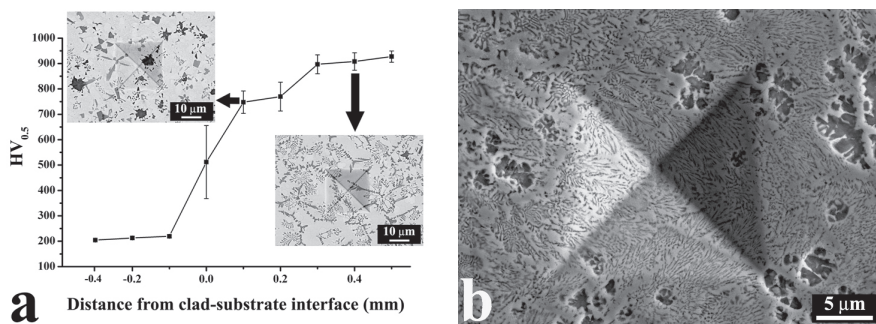 1000
900
800
700
600
500
400
300
200
100
HV0.5
-0.4 -0.2 0.0 0.2 0.4
Distance from clad-substrate interface (mm)
10 μm
10 μm
a
b
5 μm